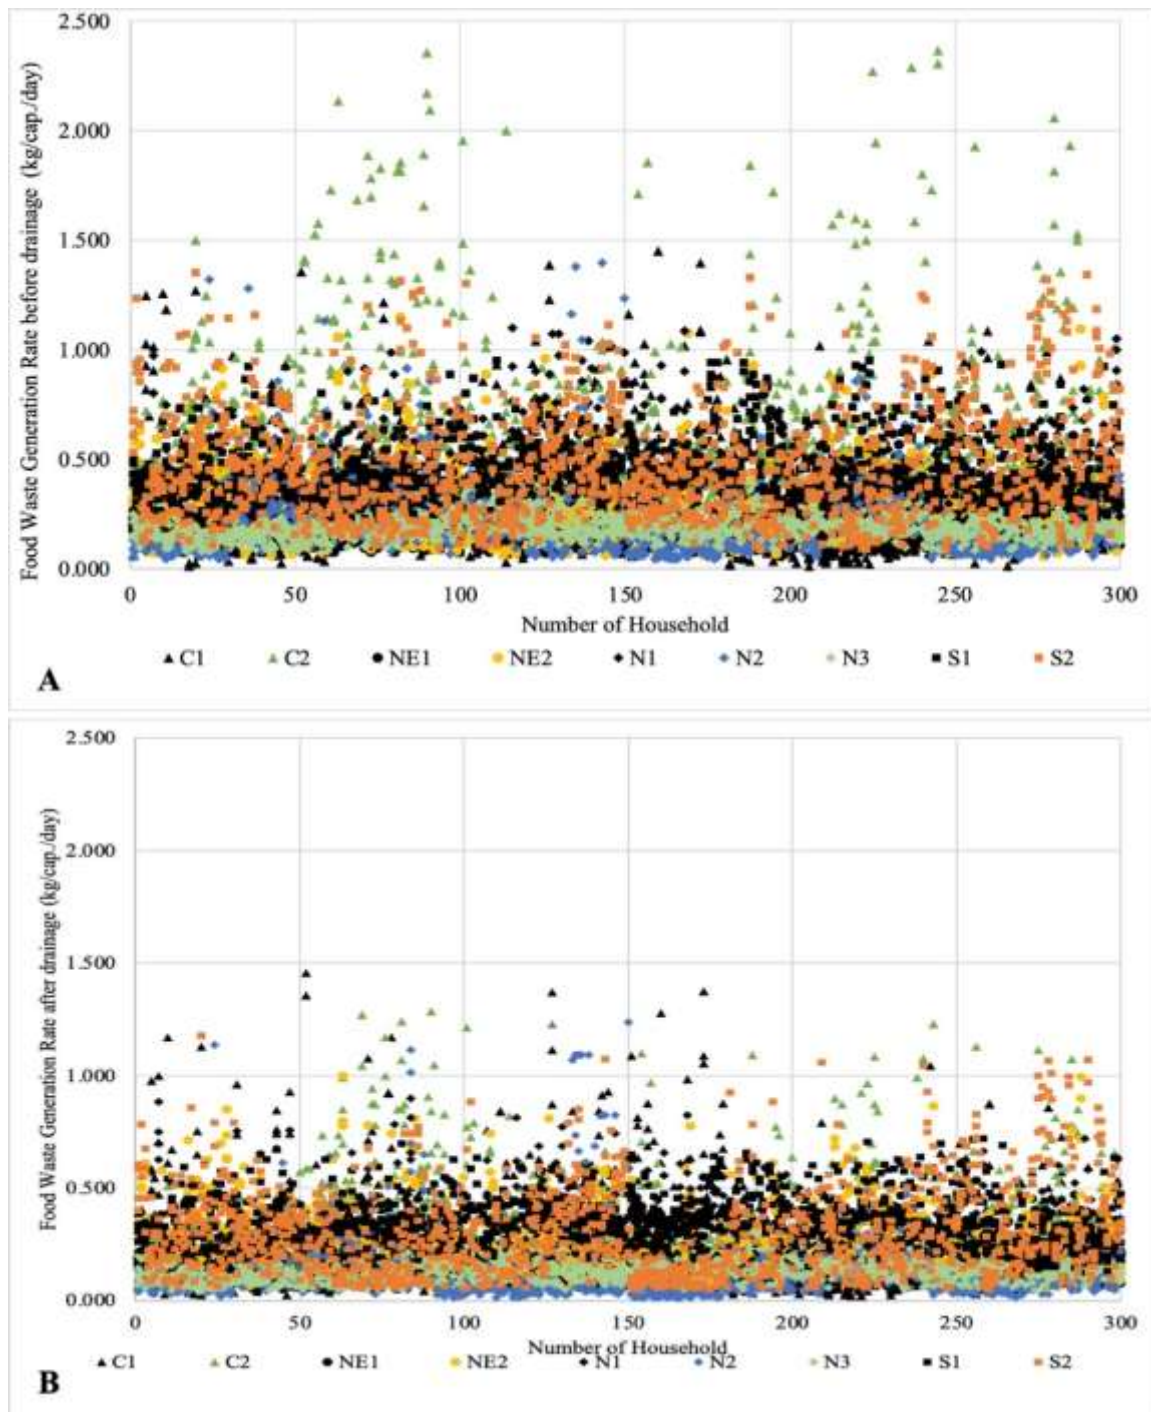 2.500
2.000
1.500
1.000
0.500
0.000
Food Waste Generation Rate before drainage (kg/cap./day)
0 50 100 150 200 250 300
Number of Household
C1 C2 NE1 NE2 N1 N2 N3 S1 S2
A
2.500
2.000
1.500
1.000
0.500
0.000
Food Waste Generation Rate after drainage (kg/cap./day)
0 50 100 150 200 250 300
Number of Household
C1 C2 NE1 NE2 N1 N2 N3 S1 S2
B